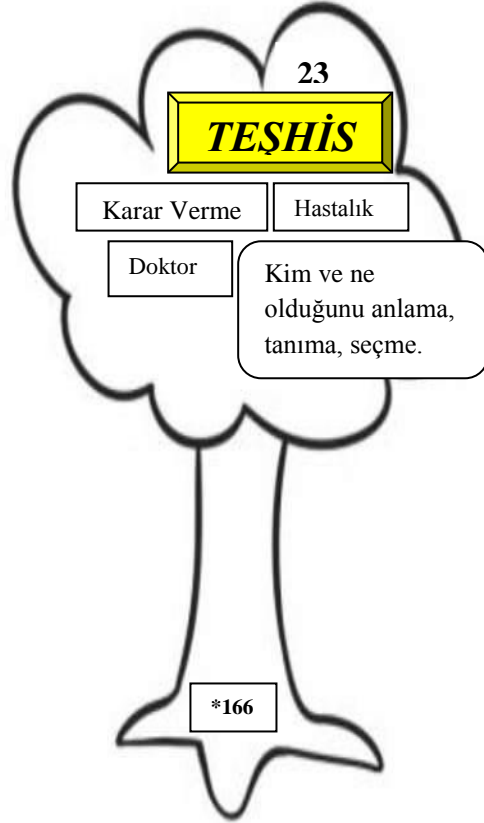 23
TEŞHİS
Karar Verme
Hastalık
Doktor
Kim ve ne
olduğunu anlama,
tanıma, seçme.
*166